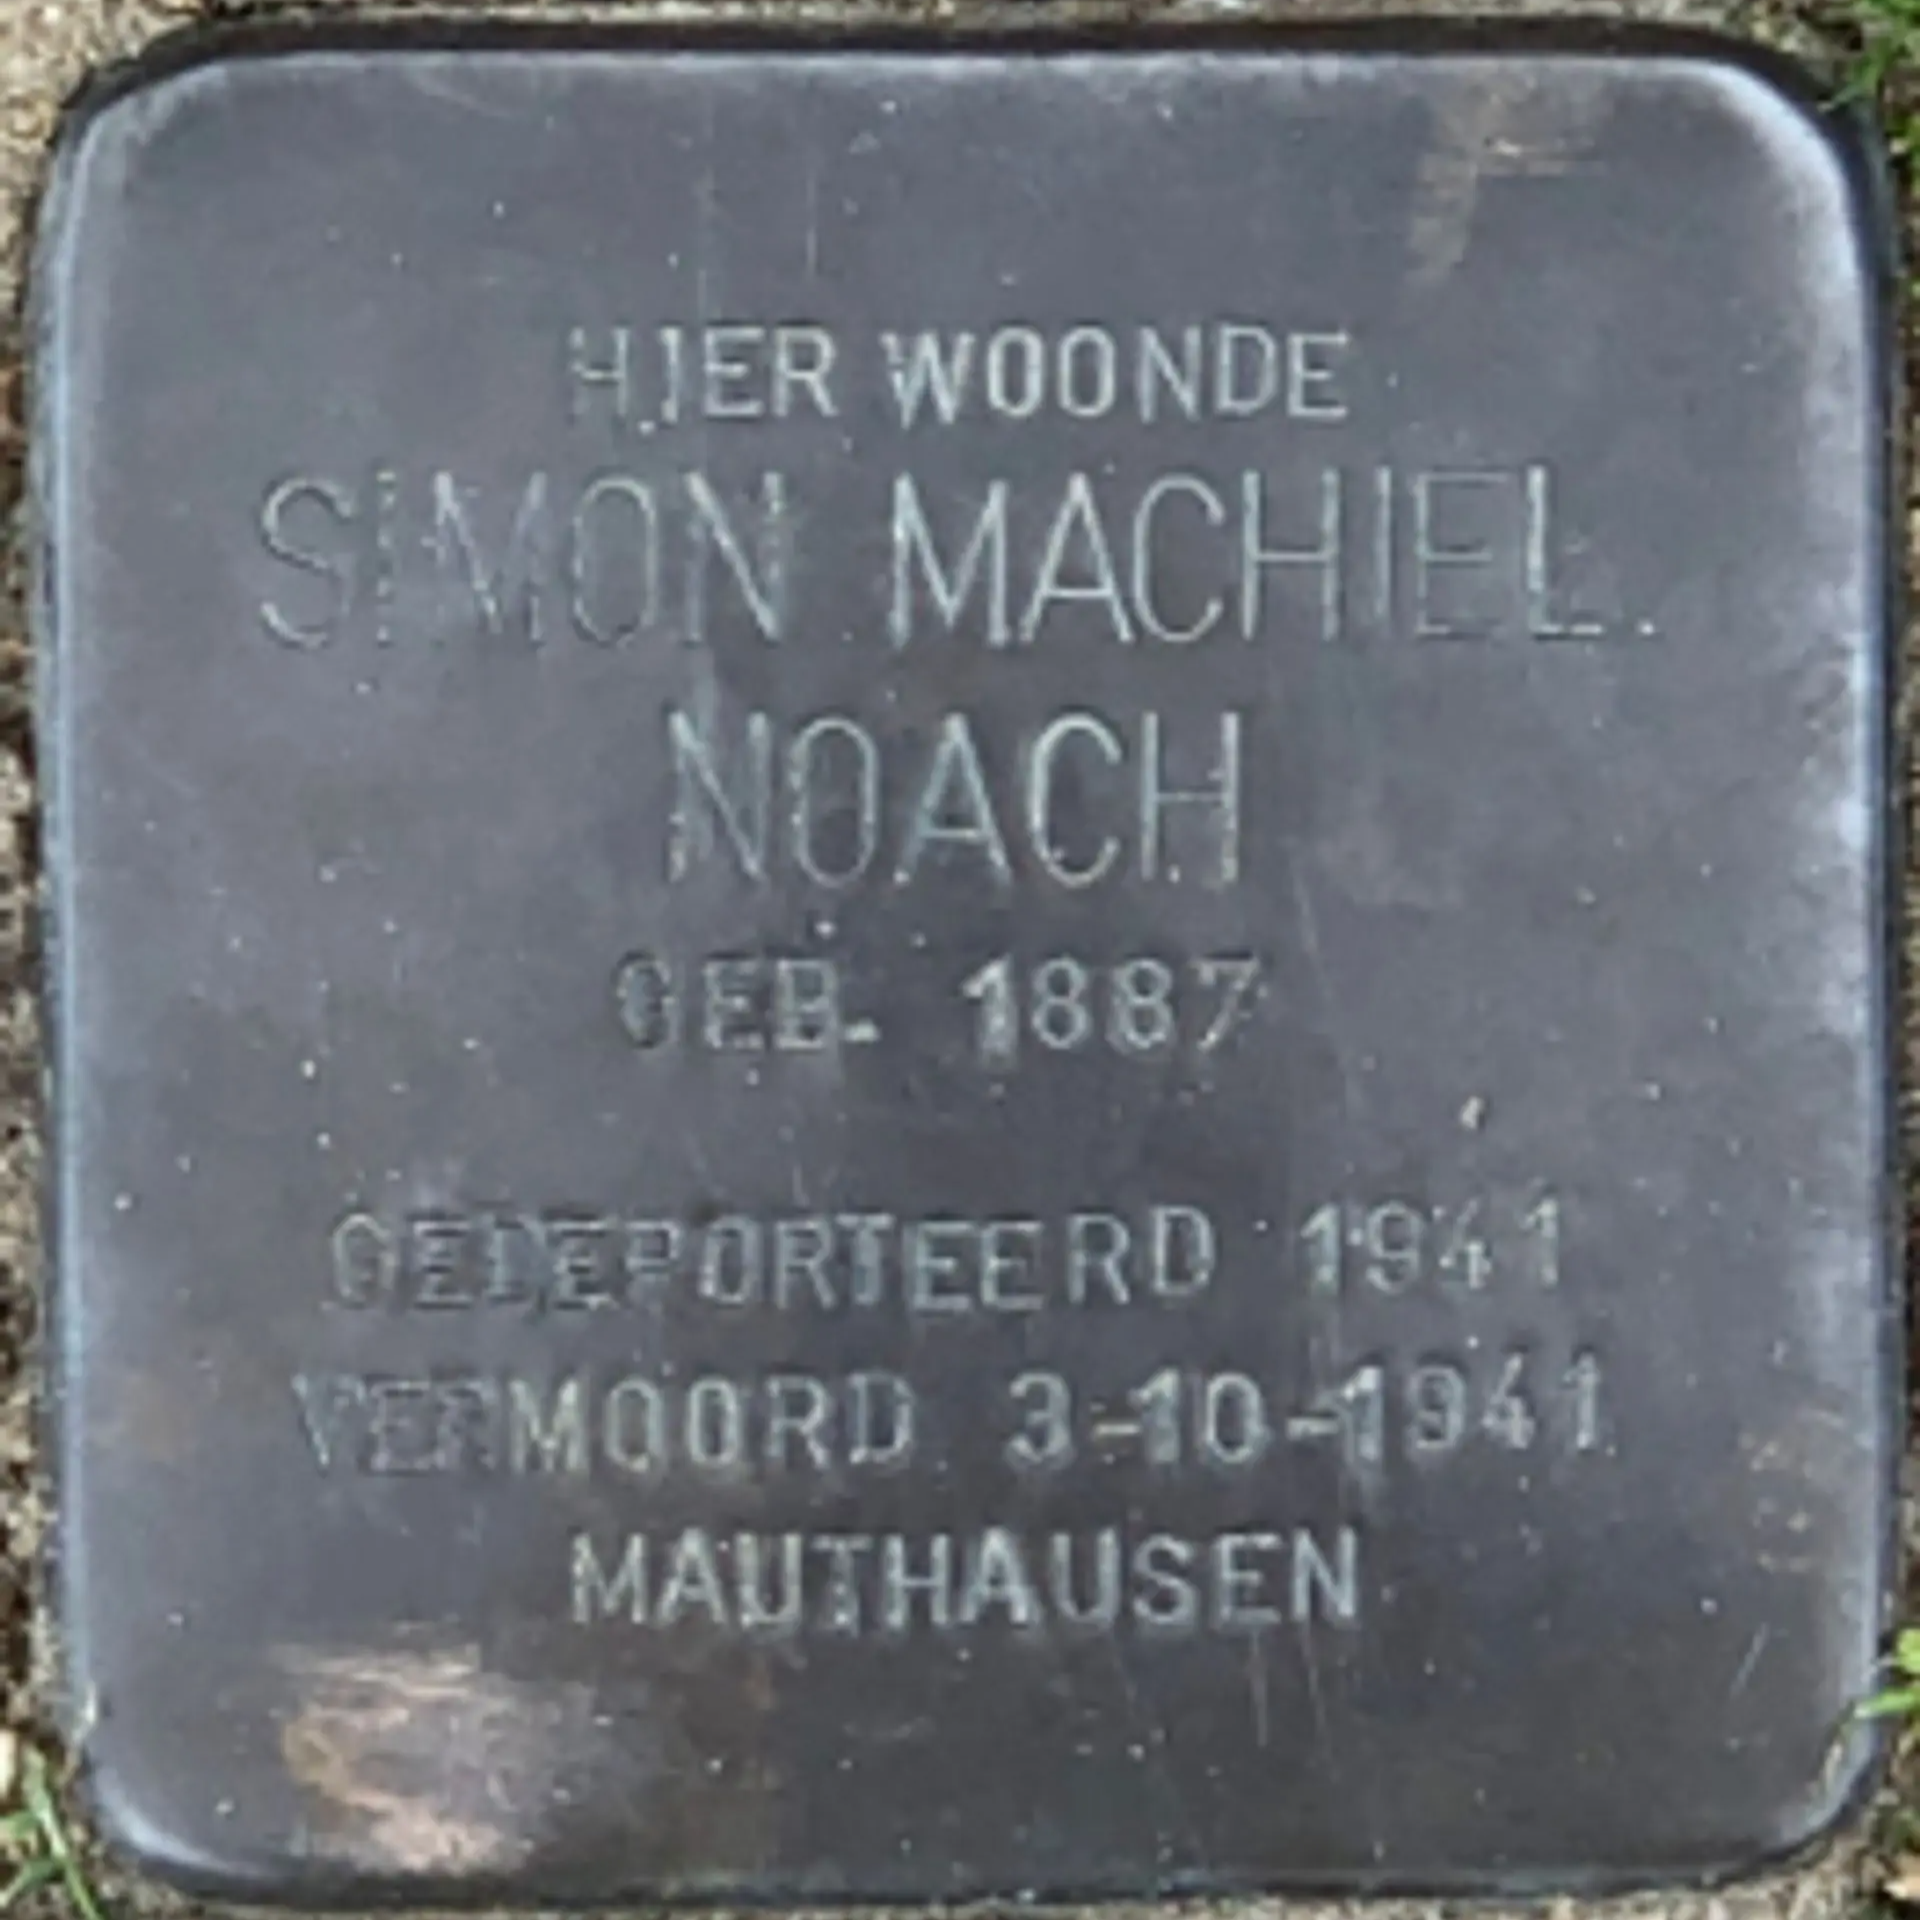 HIER WOONDE
SIMON MACHIEL
NOACH
GEB. 1887
GEDEPORTEERD 1941
VERMOORD 3-10-1941
MAUTHAUSEN